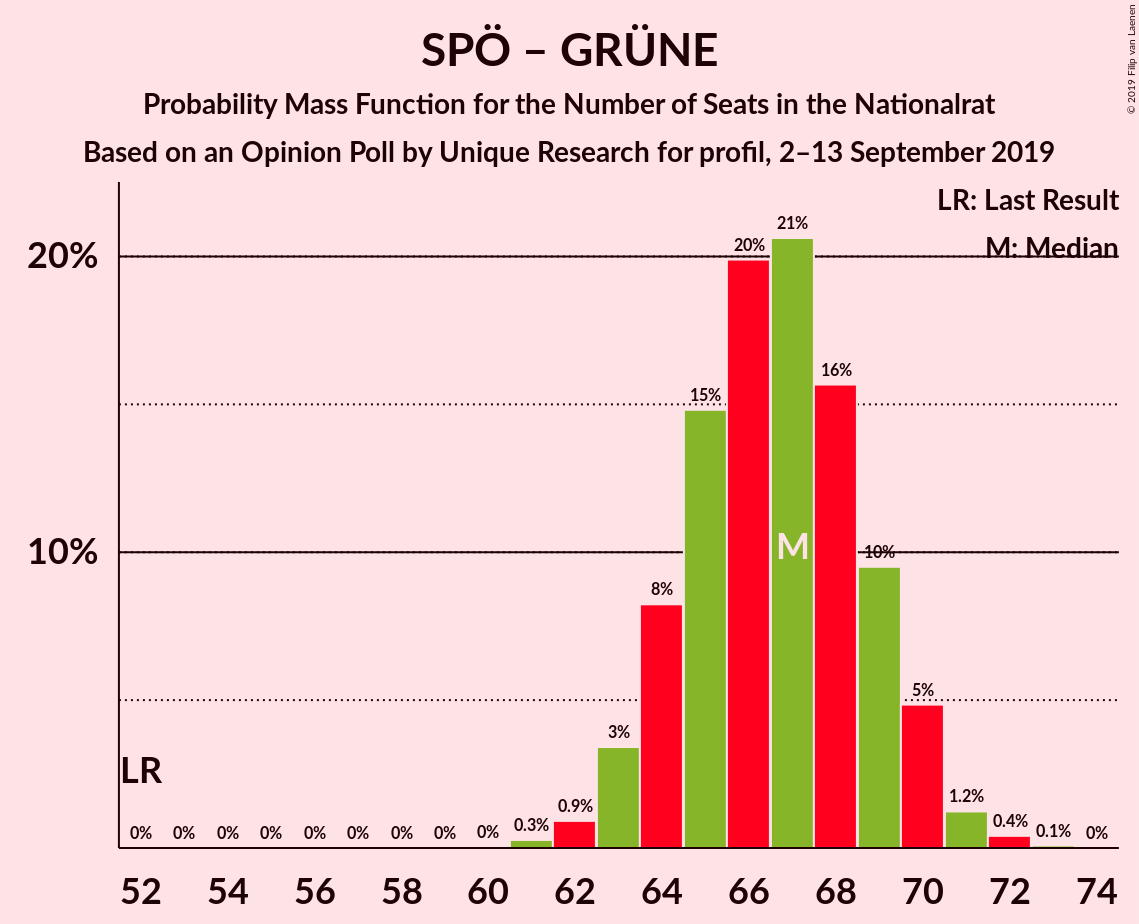 SPÖ – GRÜNE
Probability Mass Function for the Number of Seats in the Nationalrat
Based on an Opinion Poll by Unique Research for profil, 2–13 September 2019
© 2019 Filip van Laenen
LR: Last Result
M: Median
20%
10%
LR
M
0%
0%
0%
0%
0%
0%
0%
0%
0%
0.3%
0.9%
3%
8%
15%
20%
21%
16%
10%
5%
1.2%
0.4%
0.1%
0%
52 54 56 58 60 62 64 66 68 70 72 74